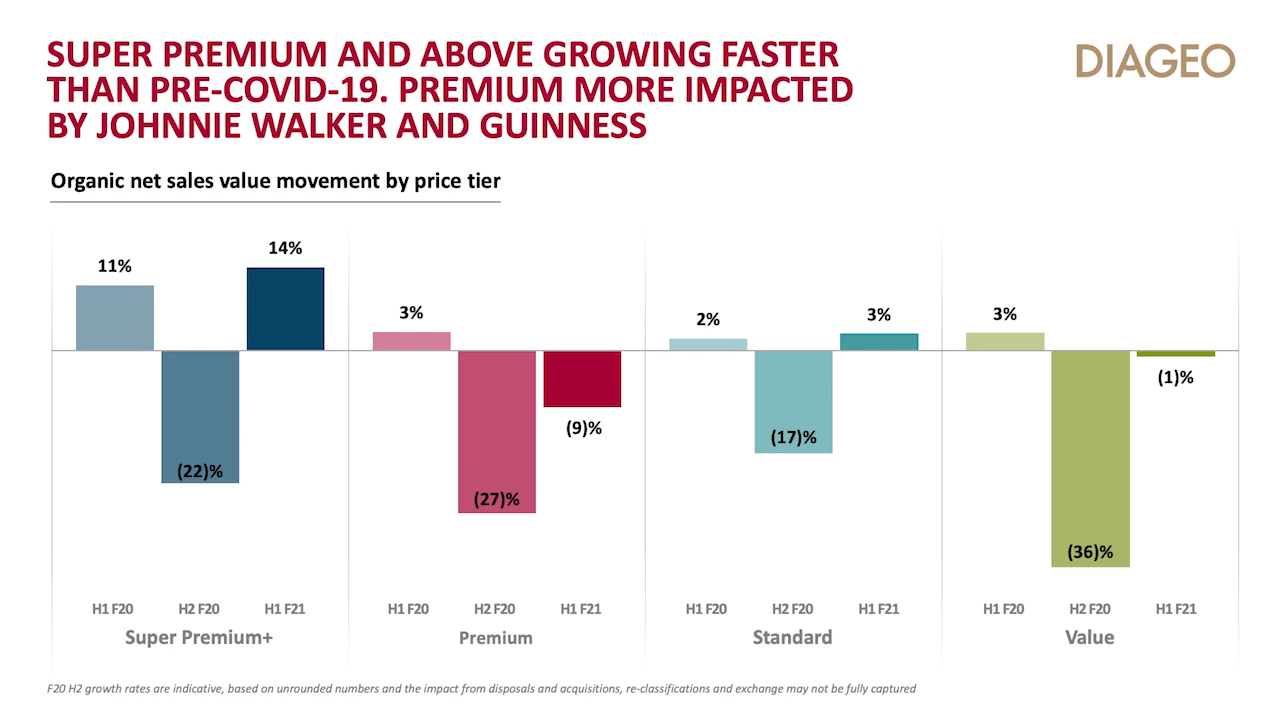 SUPER PREMIUM AND ABOVE GROWING FASTER
THAN PRE-COVID-19. PREMIUM MORE IMPACTED
BY JOHNNIE WALKER AND GUINNESS
DIAGEO
Organic net sales value movement by price tier
11%
(22)%
14%
3%
(27)%
(9)%
2%
(17)%
3%
3%
(36)%
(1)%
H1 F20
H2 F20
H1 F21
H1 F20
H2 F20
H1 F21
H1 F20
H2 F20
H1 F21
H1 F20
H2 F20
H1 F21
Super Premium+
Premium
Standard
Value
F20 H2 growth rates are indicative, based on unrounded numbers and the impact from disposals and acquisitions, re-classifications and exchange may not be fully captured